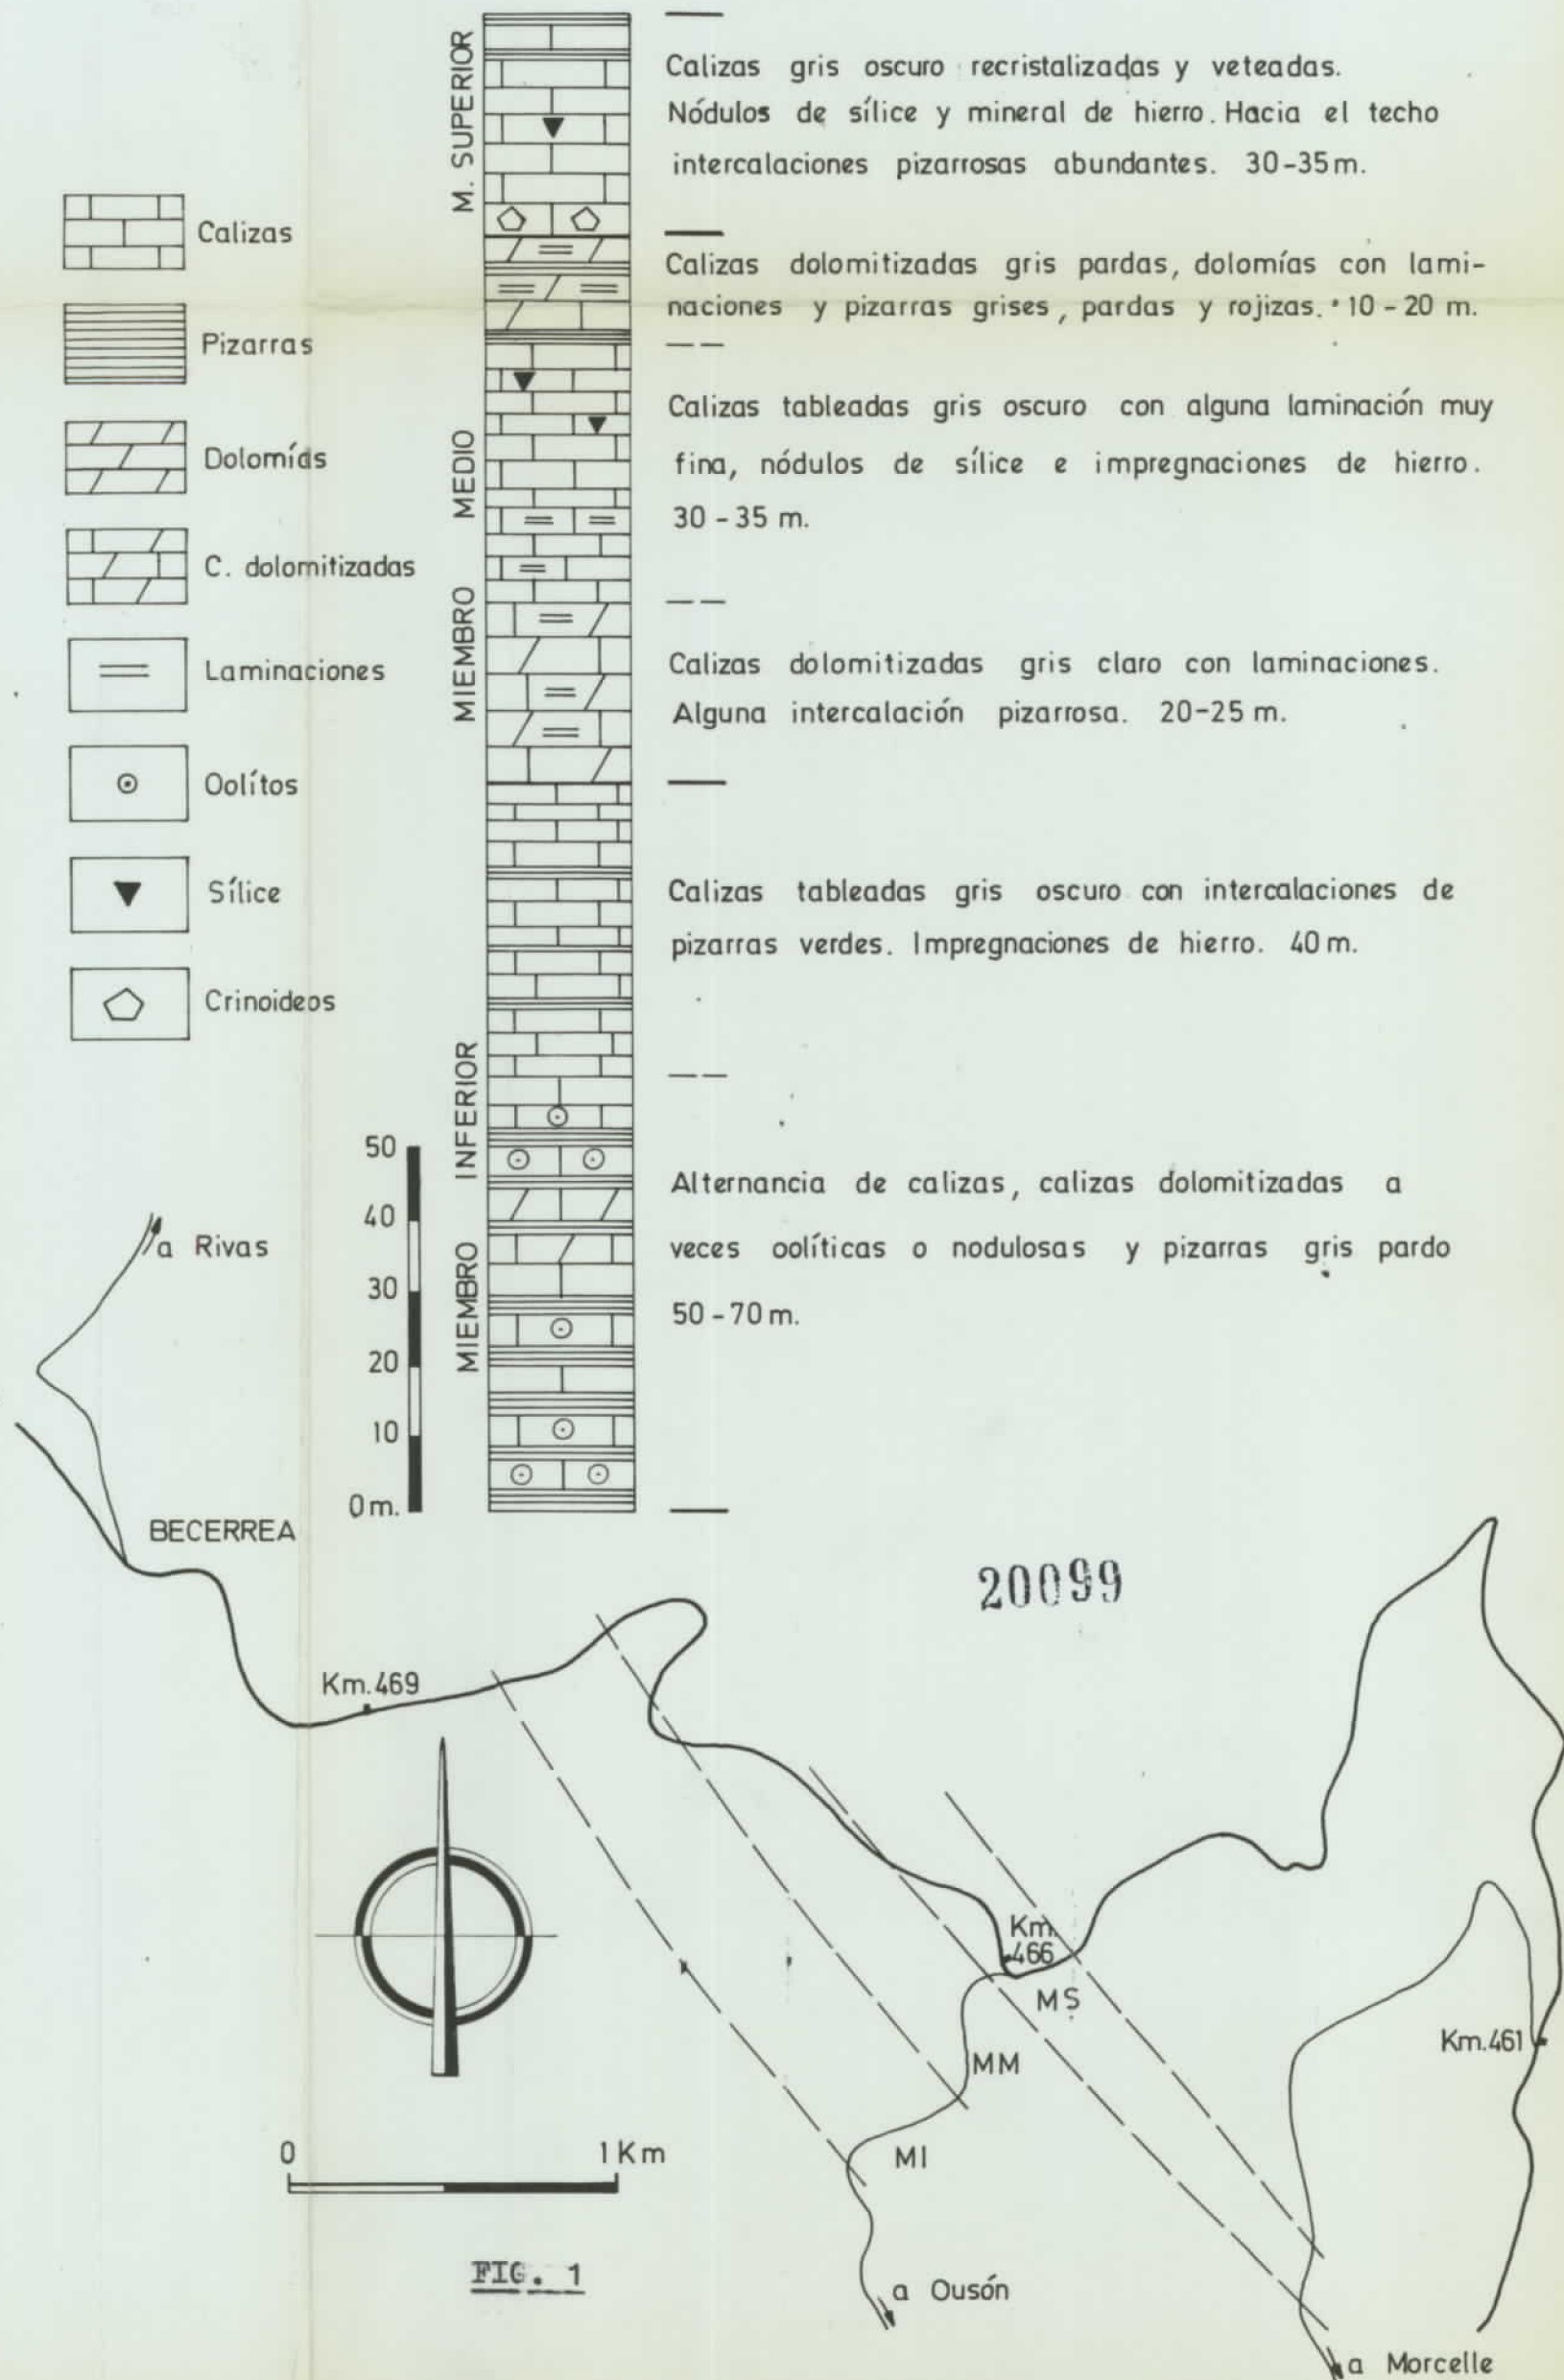 M. SUPERIOR
Calizas gris oscuro recristalizadas y veteadas.
Nódulos de sílice y mineral de hierro. Hacia el techo
intercalaciones pizarrosas abundantes. 30-35 m.
Calizas dolomitizadas gris pardas, dolomías con lami-
naciones y pizarras grises, pardas y rojizas. 10-20 m.
MIEMBRO MEDIO
Calizas tableadas gris oscuro con alguna laminación muy
fina, nódulos de sílice e impregnaciones de hierro.
30-35 m.
Calizas dolomitizadas gris claro con laminaciones.
Alguna intercalación pizarrosa. 20-25 m.
Calizas tableadas gris oscuro con intercalaciones de
pizarras verdes. Impregnaciones de hierro. 40 m.
MIEMBRO INFERIOR
Alternancia de calizas, calizas dolomitizadas a
veces oolíticas o nodulosas y pizarras gris pardo
50-70 m.
Calizas
Pizarras
Dolomías
C. dolomitizadas
Laminaciones
Oolítos
Sílice
Crinoideos
50
40
30
20
10
0 m.
a Rivas
BECERREA
20099
Km. 469
Km.
466
MS
MM
MI
Km. 461
0 1 Km
FIG. 1
a Ousón
a Morcelle